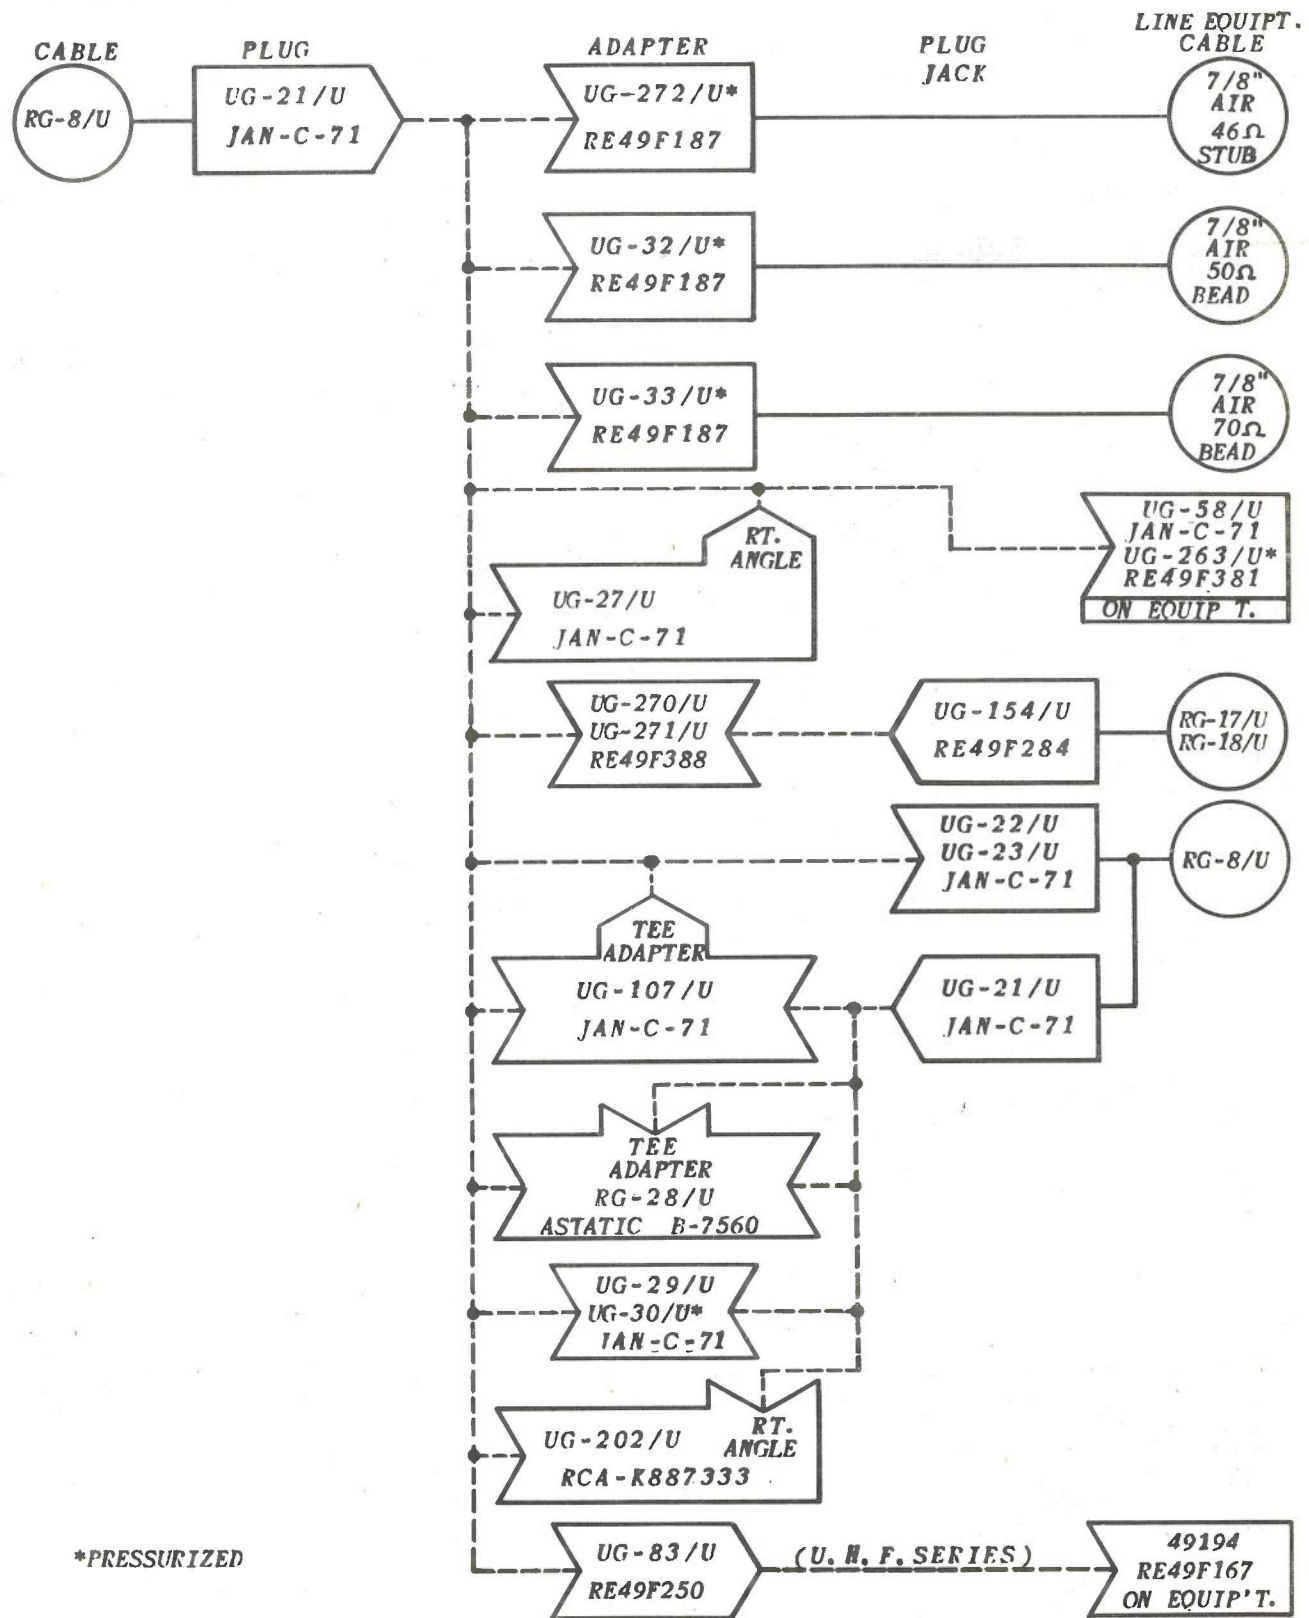 LINE EQUIPT.
CABLE PLUG ADAPTER PLUG CABLE
JACK
RG-8/U
UG-21/U
JAN-C-71
UG-272/U*
RE49F187
7/8"
AIR
46Ω
STUB
UG-32/U*
RE49F187
7/8"
AIR
50Ω
BEAD
UG-33/U*
RE49F187
7/8"
AIR
70Ω
BEAD
RT.
ANGLE
UG-27/U
JAN-C-71
UG-58/U
JAN-C-71
UG-263/U*
RE49F381
ON EQUIP T.
UG-270/U
UG-271/U
RE49F388
UG-154/U
RE49F284
RG-17/U
RG-18/U
UG-22/U
UG-23/U
JAN-C-71
RG-8/U
TEE
ADAPTER
UG-107/U
JAN-C-71
UG-21/U
JAN-C-71
TEE
ADAPTER
RG-28/U
ASTATIC B-7560
UG-29/U
UG-30/U*
JAN-C-71
RT.
ANGLE
UG-202/U
RCA-K887333
*PRESSURIZED
UG-83/U
RE49F250
(U.H.F. SERIES)
49194
RE49F167
ON EQUIP'T.